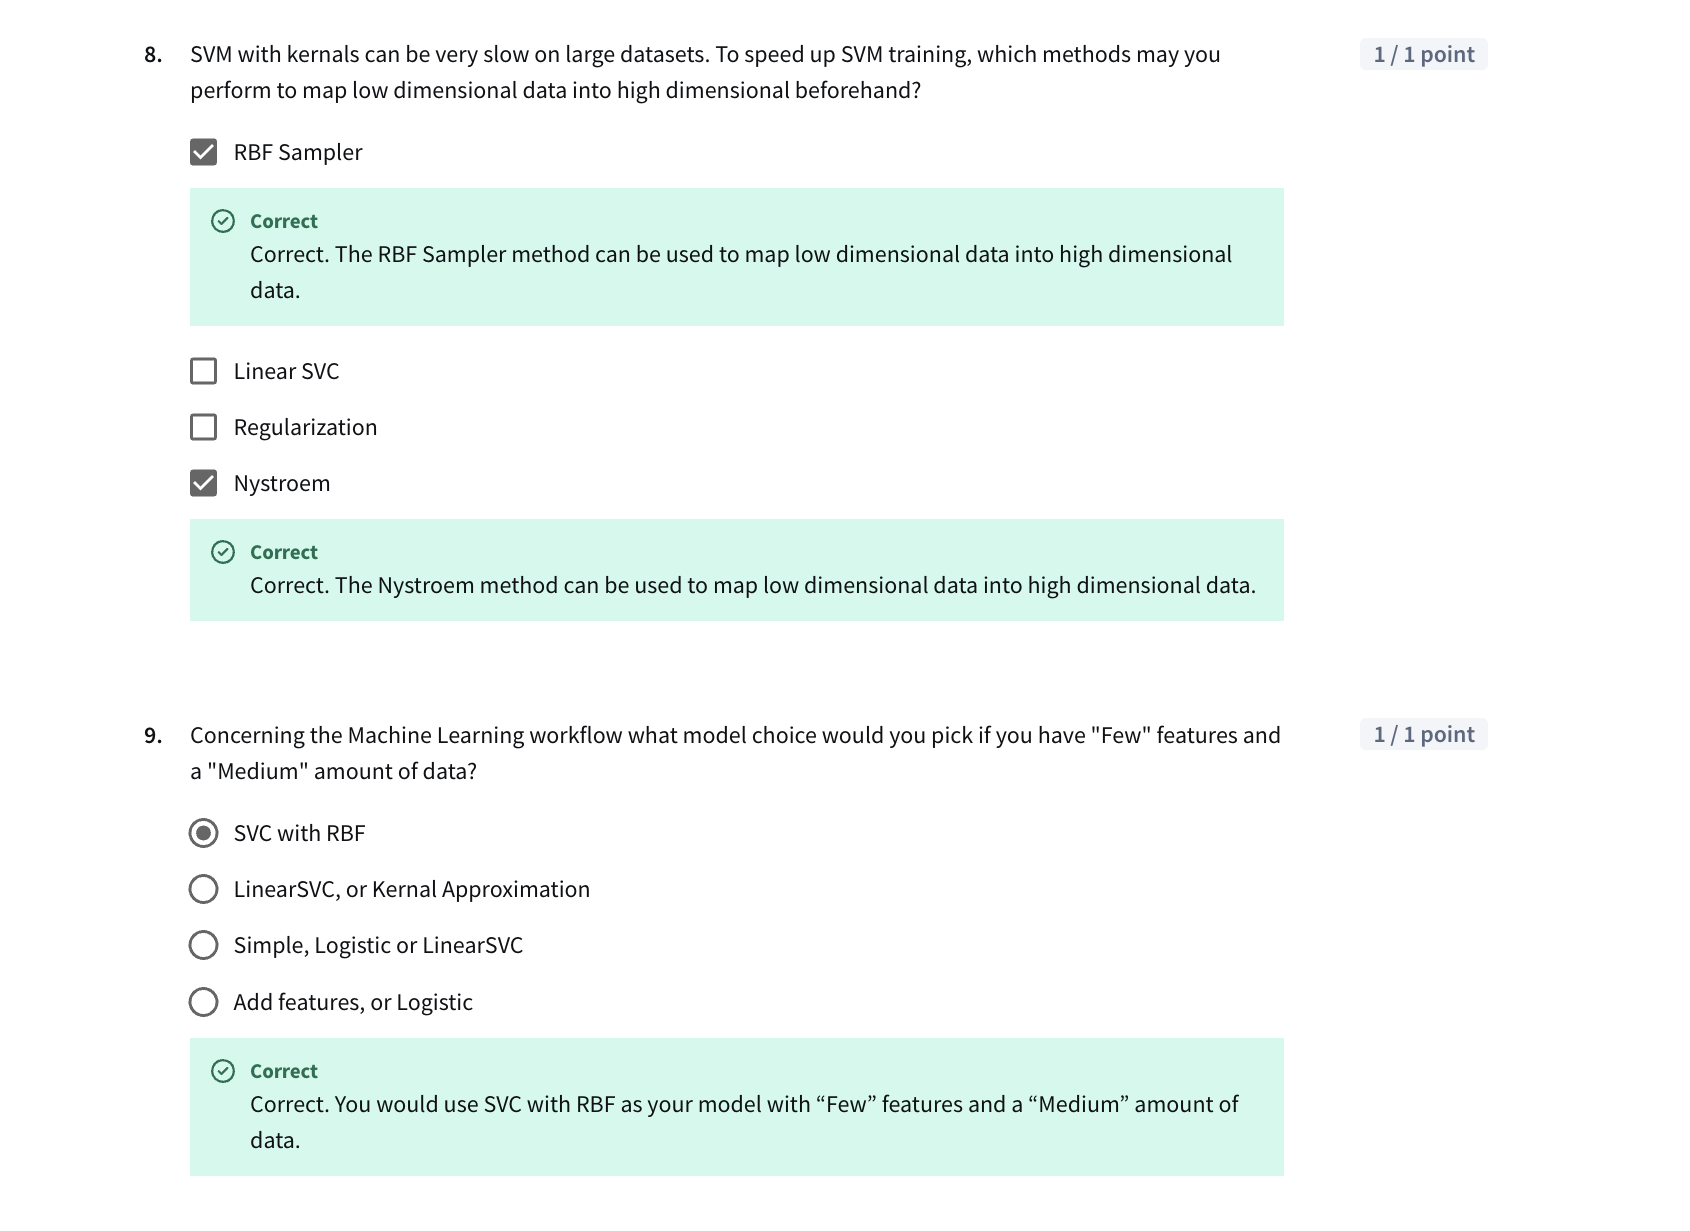 8. SVM with kernals can be very slow on large datasets. To speed up SVM training, which methods may you
perform to map low dimensional data into high dimensional beforehand?
1 / 1 point
RBF Sampler
Correct
Correct. The RBF Sampler method can be used to map low dimensional data into high dimensional
data.
Linear SVC
Regularization
Nystroem
Correct
Correct. The Nystroem method can be used to map low dimensional data into high dimensional data.
9. Concerning the Machine Learning workflow what model choice would you pick if you have "Few" features and
a "Medium" amount of data?
1 / 1 point
SVC with RBF
LinearSVC, or Kernal Approximation
Simple, Logistic or LinearSVC
Add features, or Logistic
Correct
Correct. You would use SVC with RBF as your model with “Few” features and a “Medium” amount of
data.